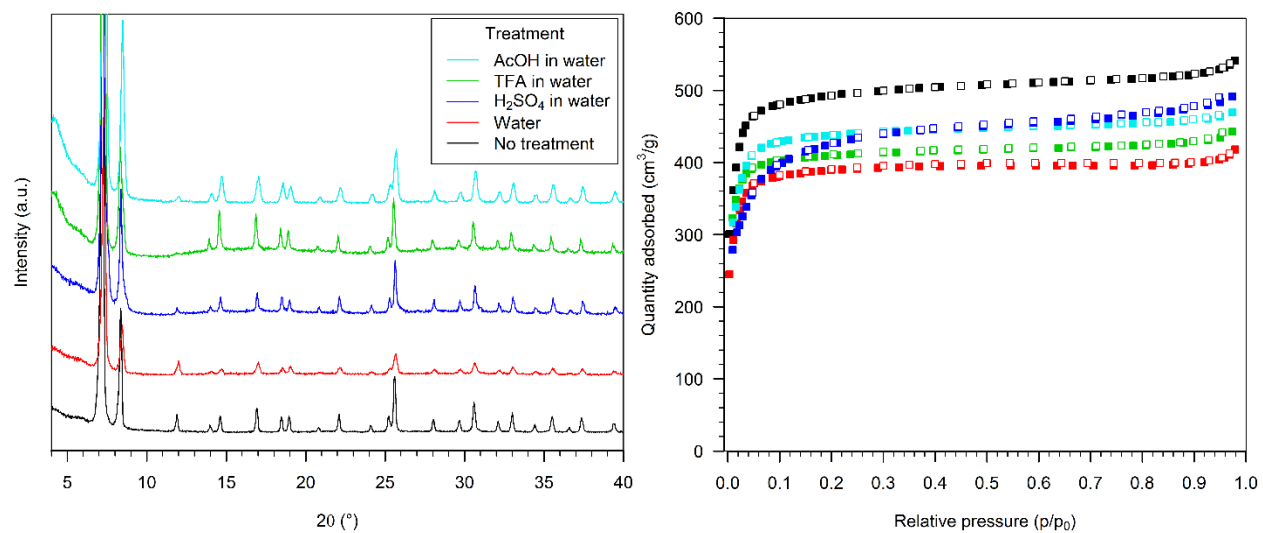 Treatment
AcOH in water
TFA in water
H₂SO₄ in water
Water
No treatment
Intensity (a.u.)
5 10 15 20 25 30 35 40
2θ (°)
600
500
400
300
200
100
0
Quantity adsorbed (cm³/g)
0.0 0.1 0.2 0.3 0.4 0.5 0.6 0.7 0.8 0.9 1.0
Relative pressure (p/p₀)